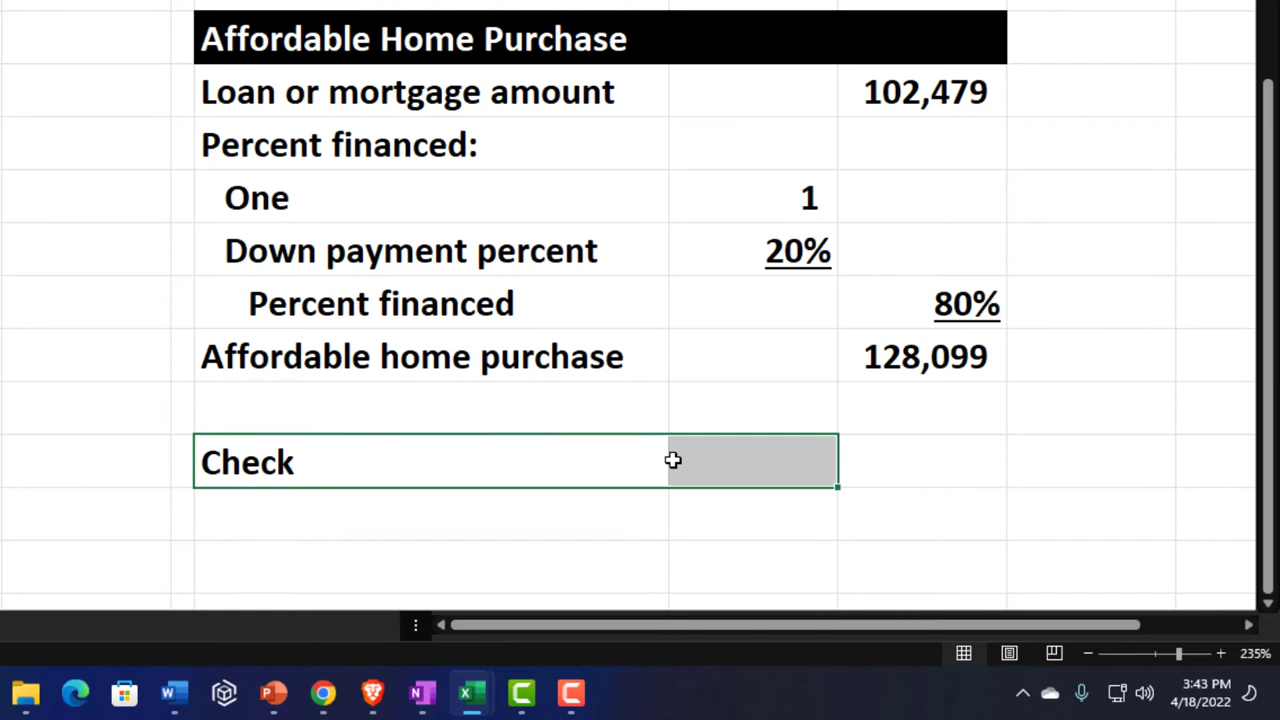 Affordable Home Purchase
Loan or mortgage amount 102,479
Percent financed:
One 1
Down payment percent 20%
Percent financed 80%
Affordable home purchase 128,099
Check
235%
3:43 PM
4/18/2022